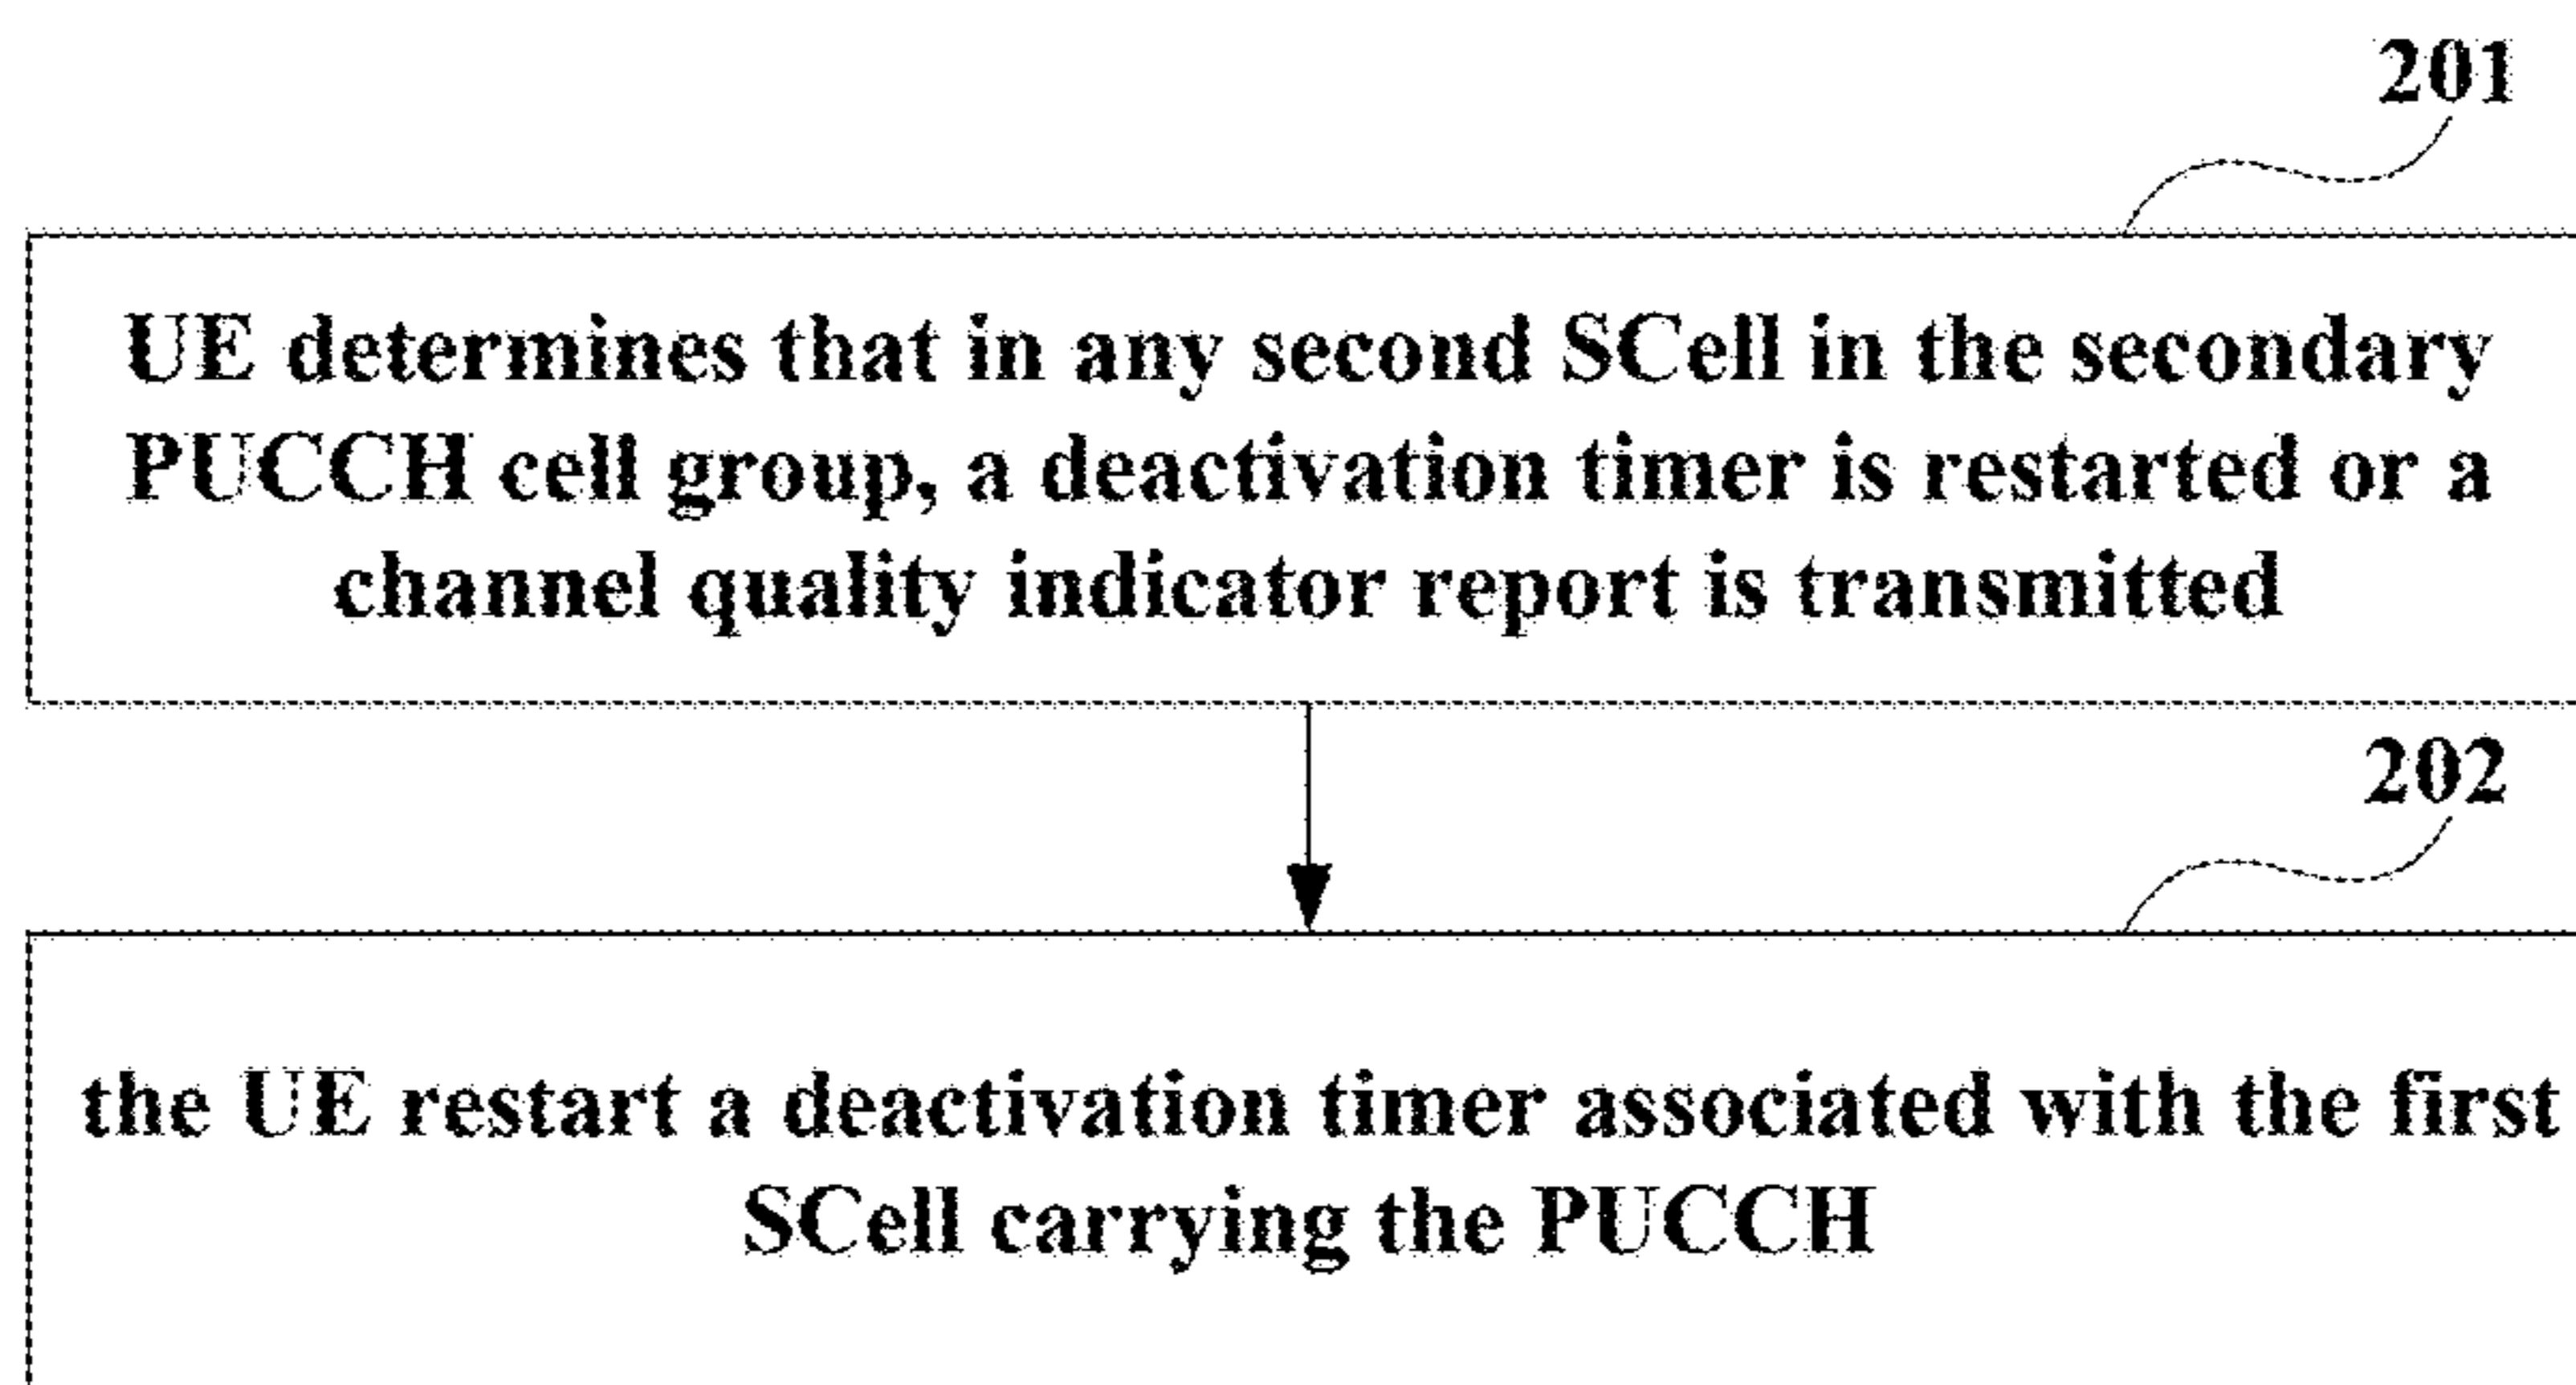 201
UE determines that in any second SCell in the secondary
PUCCH cell group, a deactivation timer is restarted or a
channel quality indicator report is transmitted
202
the UE restart a deactivation timer associated with the first
SCell carrying the PUCCH